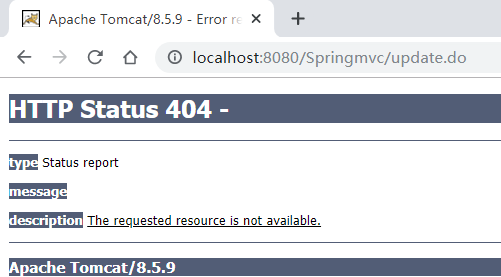 Apache Tomcat/8.5.9 - Error re
localhost:8080/Springmvc/update.do
HTTP Status 404 -
type Status report
message
description The requested resource is not available.
Apache Tomcat/8.5.9